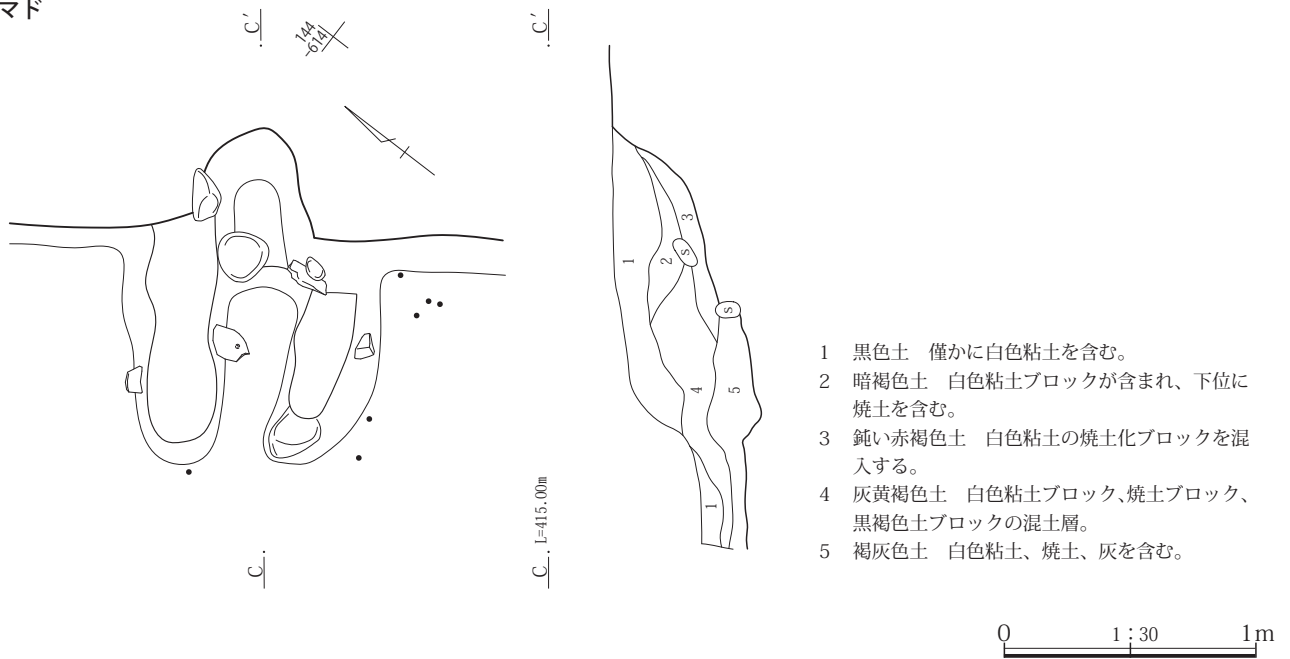 マド
C′
144
-614
C′
1
2
3
S
S
4
5
1
L=415.00m
C
C
1 黒色土 僅かに白色粘土を含む。
2 暗褐色土 白色粘土ブロックが含まれ、下位に
焼土を含む。
3 鈍い赤褐色土 白色粘土の焼土化ブロックを混
入する。
4 灰黄褐色土 白色粘土ブロック､焼土ブロック、
黒褐色土ブロックの混土層。
5 褐灰色土 白色粘土、焼土、灰を含む。
0 1：30 1m